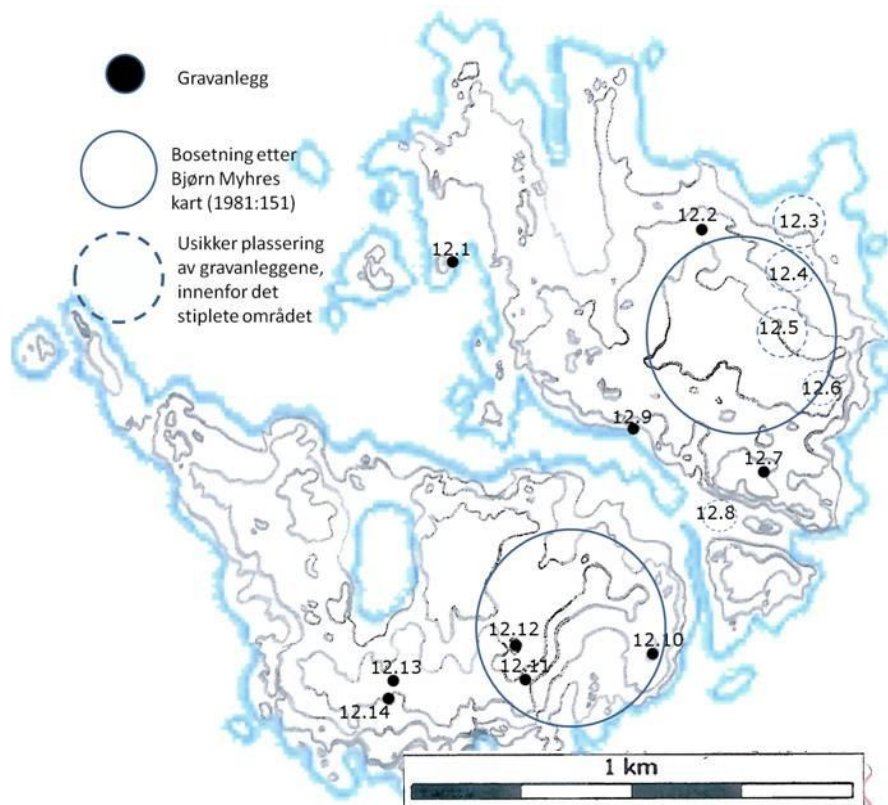 Gravanlegg
Bosetning etter
Bjørn Myhres
kart (1981:151)
Usikker plassering
av gravanleggene,
innenfor det
stiplete området
12.1
12.2
12.3
12.4
12.5
12.6
12.9
12.7
12.8
12.12
12.10
12.11
12.13
12.14
1 km